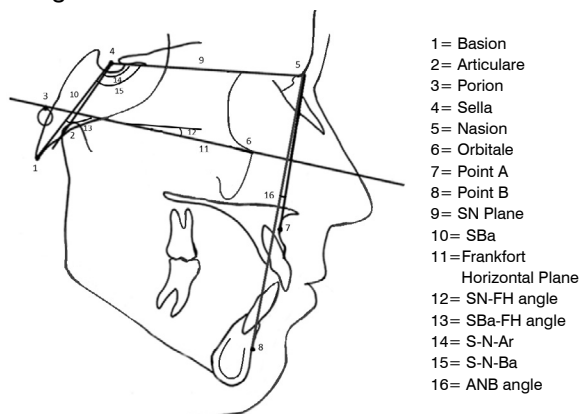 4
9
5
14
15
3
10
2
13
12
11
6
1
16
7
8
1= Basion
2= Articulare
3= Porion
4= Sella
5= Nasion
6= Orbitale
7= Point A
8= Point B
9= SN Plane
10= SBa
11=Frankfort
Horizontal Plane
12= SN-FH angle
13= SBa-FH angle
14= S-N-Ar
15= S-N-Ba
16= ANB angle